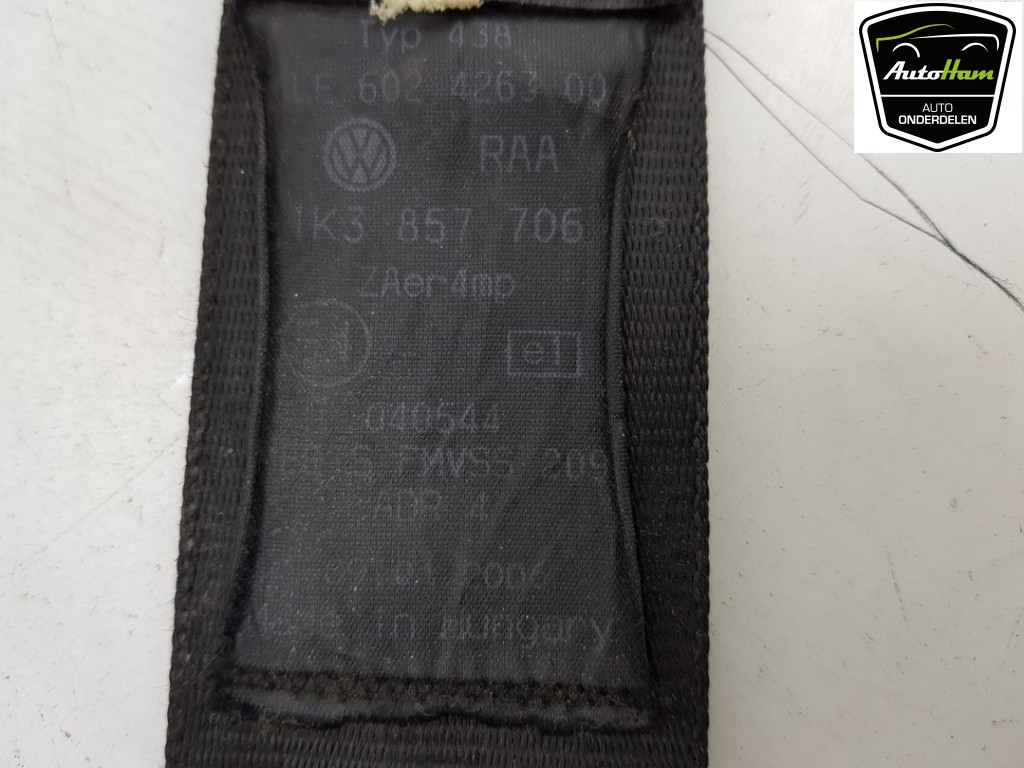 Typ 438
LE 602 4263 00
RAA
1K3 857 706
ZAer4mp
e1
040544
FMVSS 209
ADR 4
Made in Hungary
AutoHam
AUTO
ONDERDELEN